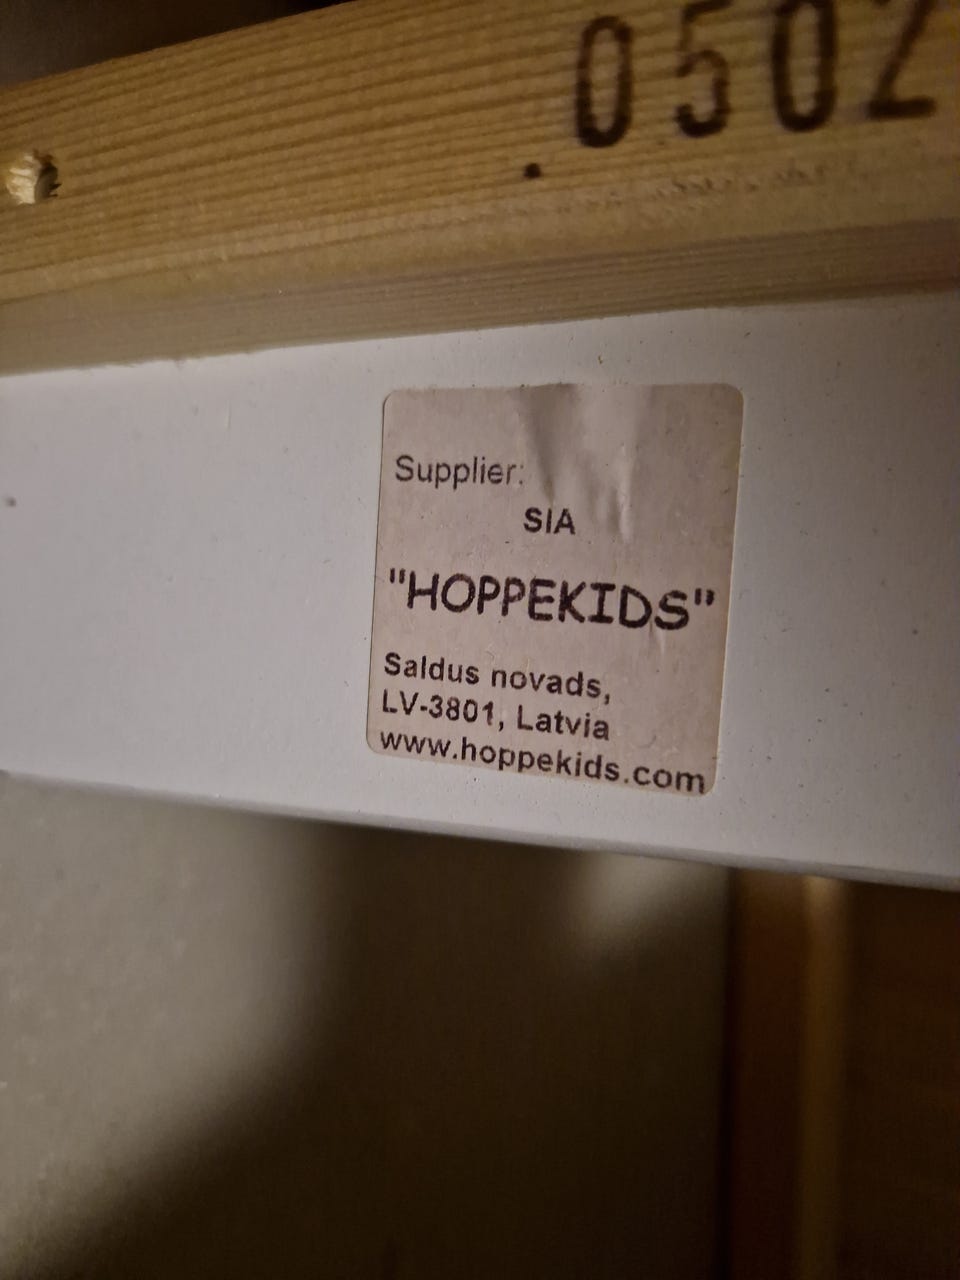 0502
Supplier:
SIA
"HOPPEKIDS"
Saldus novads,
LV-3801, Latvia
www.hoppekids.com